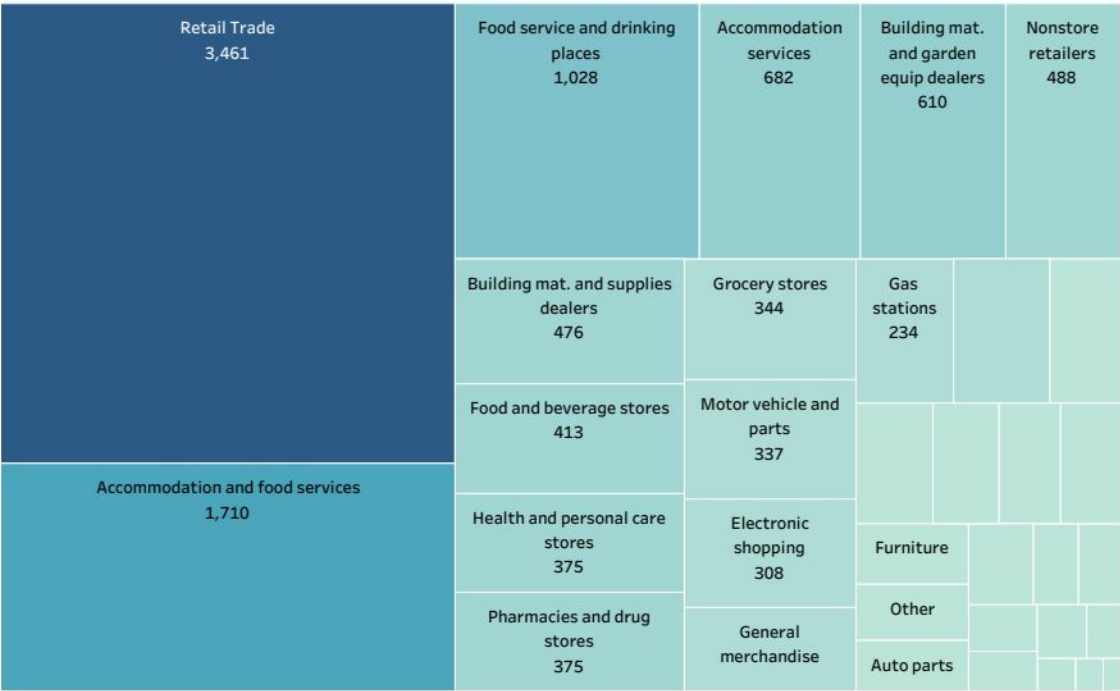 Retail Trade
3,461
Food service and drinking
places
1,028
Accommodation
services
682
Building mat.
and garden
equip dealers
610
Nonstore
retailers
488
Building mat. and supplies
dealers
476
Grocery stores
344
Gas
stations
234
Food and beverage stores
413
Motor vehicle and
parts
337
Accommodation and food services
1,710
Health and personal care
stores
375
Electronic
shopping
308
Furniture
Other
Pharmacies and drug
stores
375
General
merchandise
Auto parts